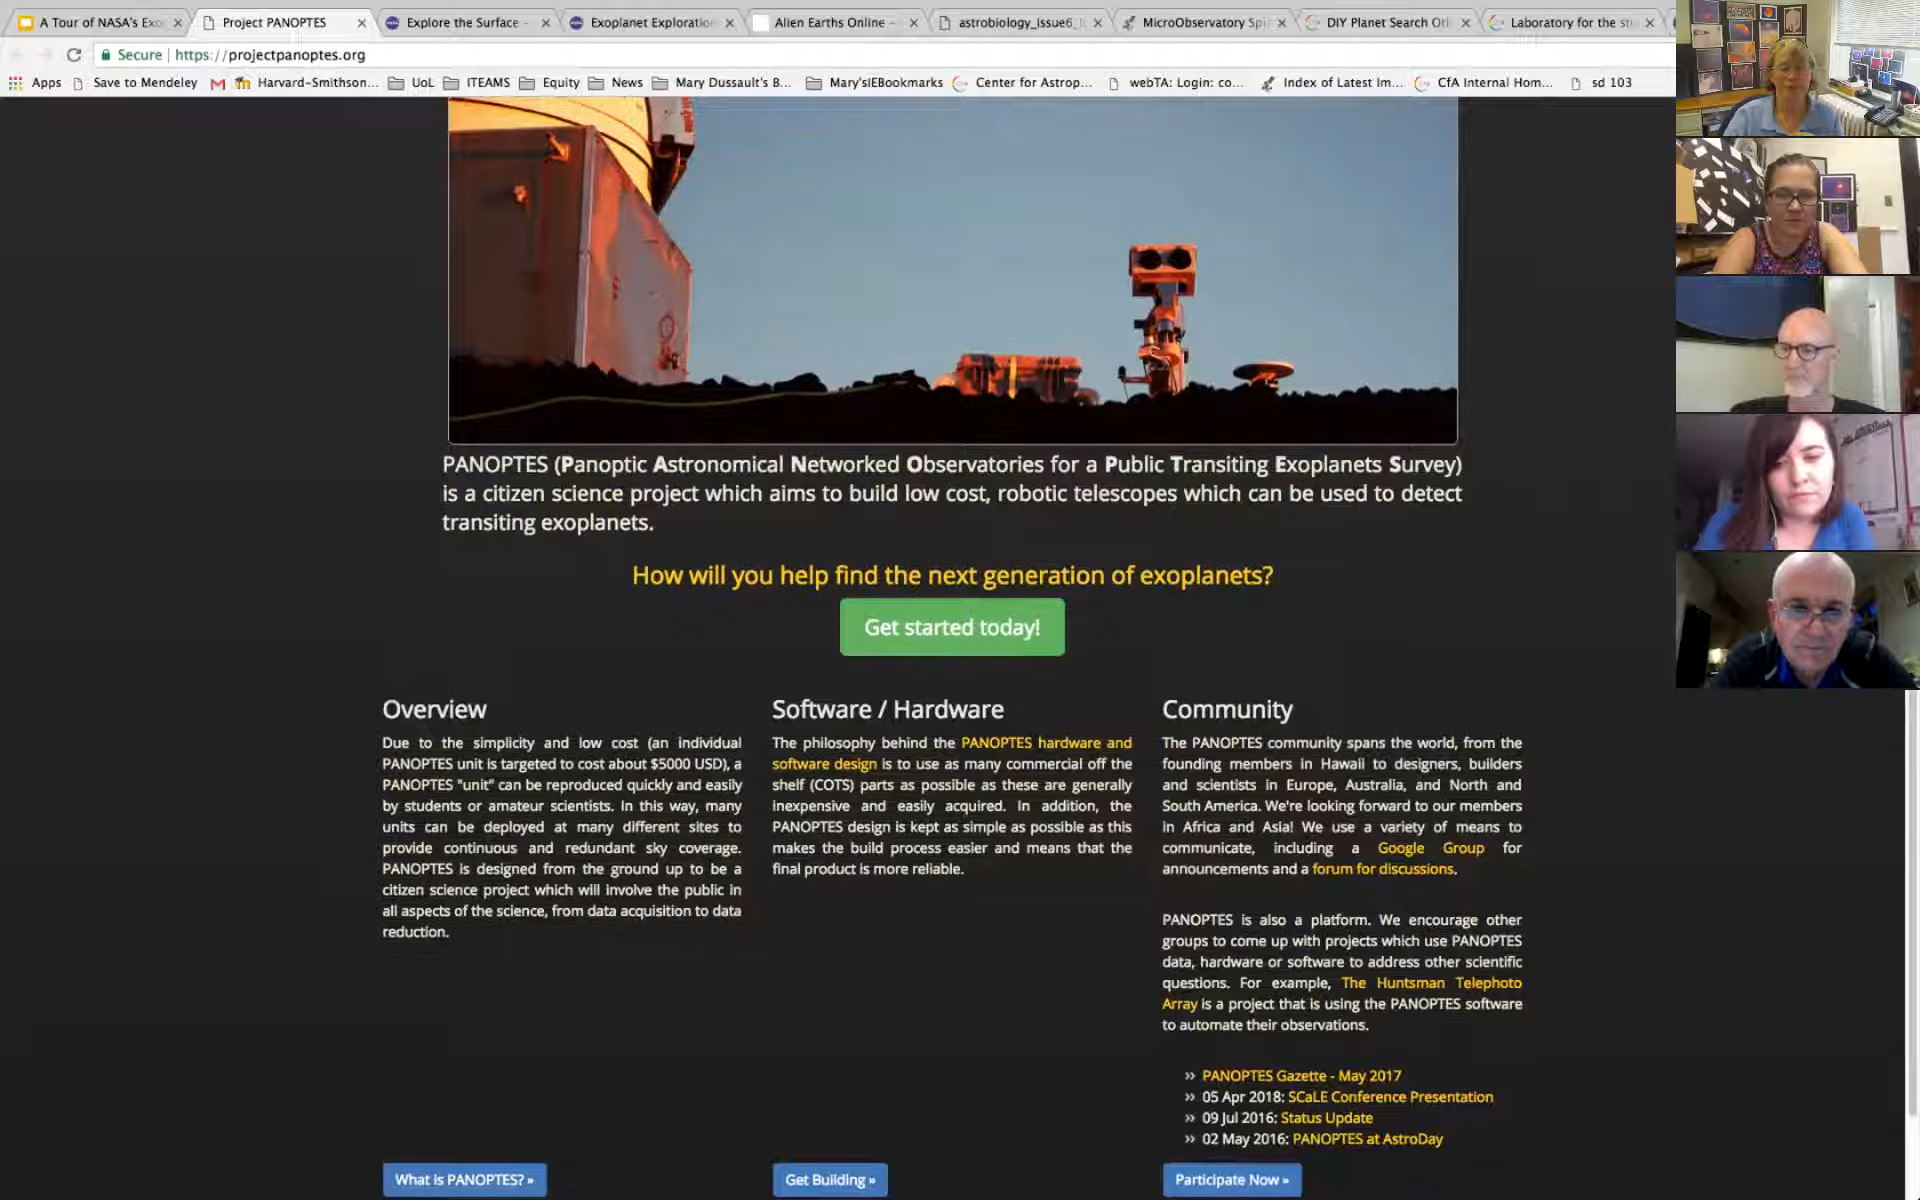 A Tour of NASA's Exo
Project PANOPTES
Explore the Surface -
Exoplanet Exploration
Alien Earths Online -
astrobiology_issue6_
MicroObservatory Spi
DIY Planet Search Onl
Laboratory for the stu
Secure | https://projectpanoptes.org
Apps Save to Mendeley Harvard-Smithson... UoL ITEAMS Equity News Mary Dussault's B... Mary'sIEBookmarks Center for Astrop... webTA: Login: co... Index of Latest Im... CfA Internal Hom... sd 103
PANOPTES (Panoptic Astronomical Networked Observatories for a Public Transiting Exoplanets Survey)
is a citizen science project which aims to build low cost, robotic telescopes which can be used to detect
transiting exoplanets.
How will you help find the next generation of exoplanets?
Get started today!
Overview
Due to the simplicity and low cost (an individual
PANOPTES unit is targeted to cost about $5000 USD), a
PANOPTES "unit" can be reproduced quickly and easily
by students or amateur scientists. In this way, many
units can be deployed at many different sites to
provide continuous and redundant sky coverage.
PANOPTES is designed from the ground up to be a
citizen science project which will involve the public in
all aspects of the science, from data acquisition to data
reduction.
What is PANOPTES? »
Software / Hardware
The philosophy behind the PANOPTES hardware and
software design is to use as many commercial off the
shelf (COTS) parts as possible as these are generally
inexpensive and easily acquired. In addition, the
PANOPTES design is kept as simple as possible as this
makes the build process easier and means that the
final product is more reliable.
Get Building »
Community
The PANOPTES community spans the world, from the
founding members in Hawaii to designers, builders
and scientists in Europe, Australia, and North and
South America. We're looking forward to our members
in Africa and Asia! We use a variety of means to
communicate, including a Google Group for
announcements and a forum for discussions.
PANOPTES is also a platform. We encourage other
groups to come up with projects which use PANOPTES
data, hardware or software to address other scientific
questions. For example, The Huntsman Telephoto
Array is a project that is using the PANOPTES software
to automate their observations.
» PANOPTES Gazette - May 2017
» 05 Apr 2018: SCaLE Conference Presentation
» 09 Jul 2016: Status Update
» 02 May 2016: PANOPTES at AstroDay
Participate Now »